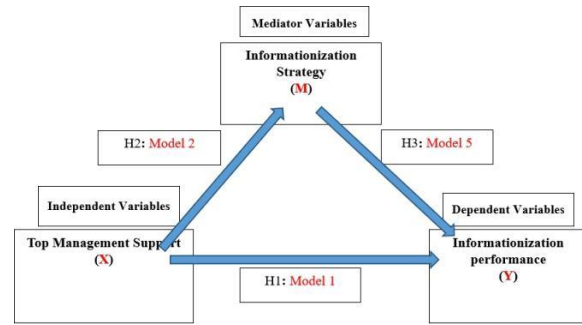 Mediator Variables
Informationization
Strategy
(M)
H2: Model 2
H3: Model 5
Independent Variables
Dependent Variables
Top Management Support
(X)
Informationization
performance
(Y)
H1: Model 1